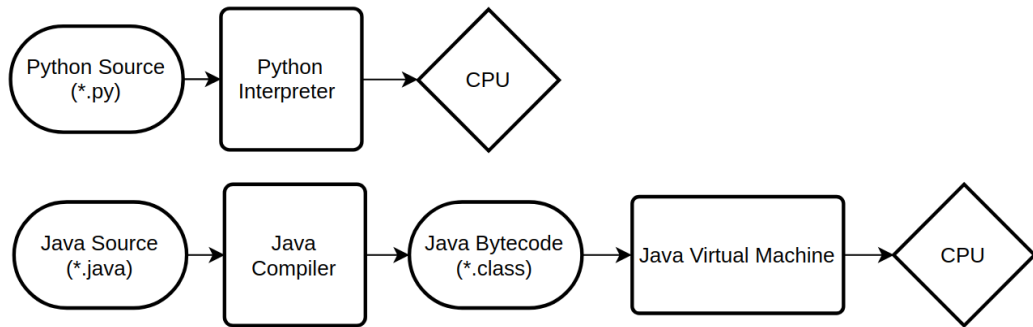 Python Source
(*.py)
Python
Interpreter
CPU
Java Source
(*.java)
Java
Compiler
Java Bytecode
(*.class)
Java Virtual Machine
CPU